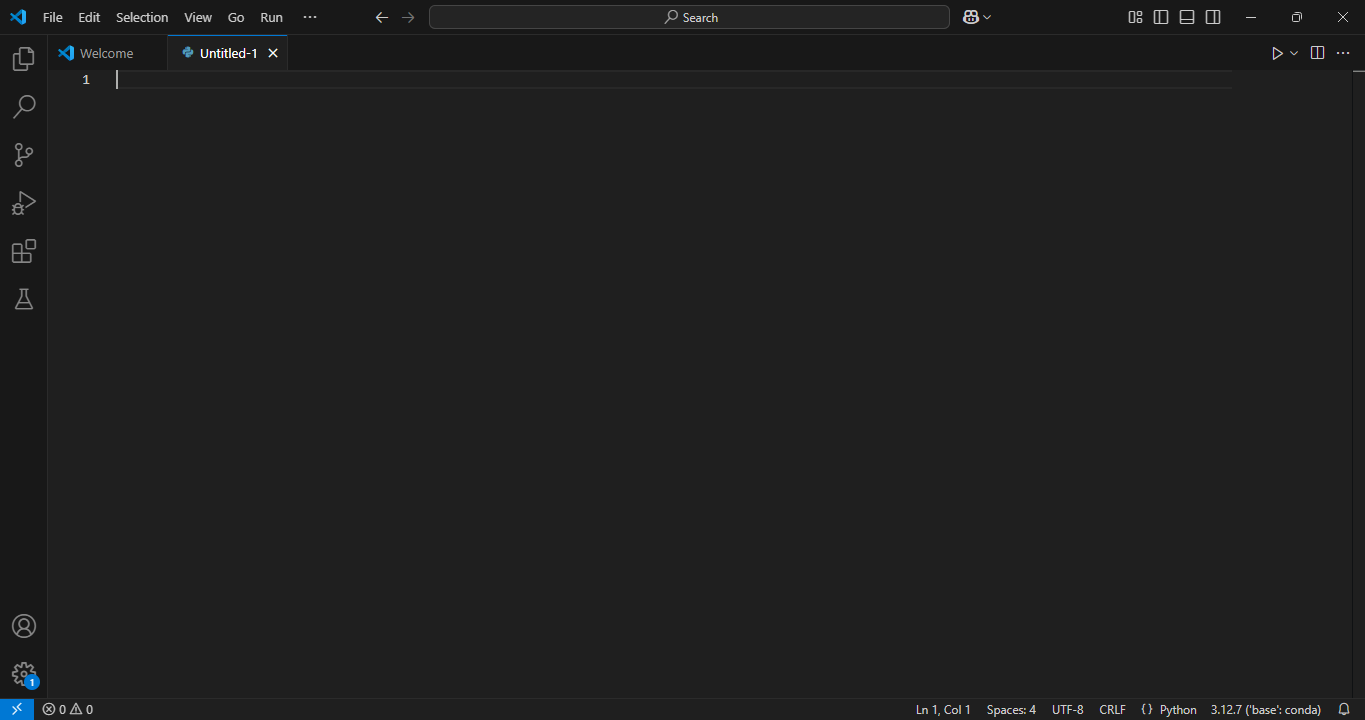 File Edit Selection View Go Run ··· Search
Welcome Untitled-1
1
1
0 0 Ln 1, Col 1 Spaces: 4 UTF-8 CRLF {} Python 3.12.7 ('base': conda)